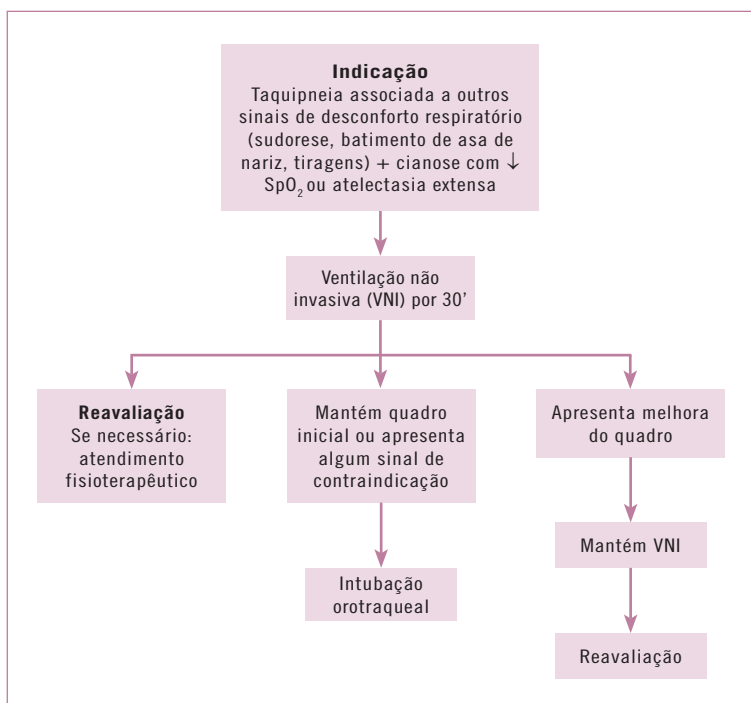 Indicação
Taquipneia associada a outros
sinais de desconforto respiratório
(sudorese, batimento de asa de
nariz, tiragens) + cianose com ↓
SpO₂ ou atelectasia extensa
Ventilação não
invasiva (VNI) por 30’
Reavaliação
Se necessário:
atendimento
fisioterapêutico
Mantém quadro
inicial ou apresenta
algum sinal de
contraindicação
Apresenta melhora
do quadro
Intubação
orotraqueal
Mantém VNI
Reavaliação